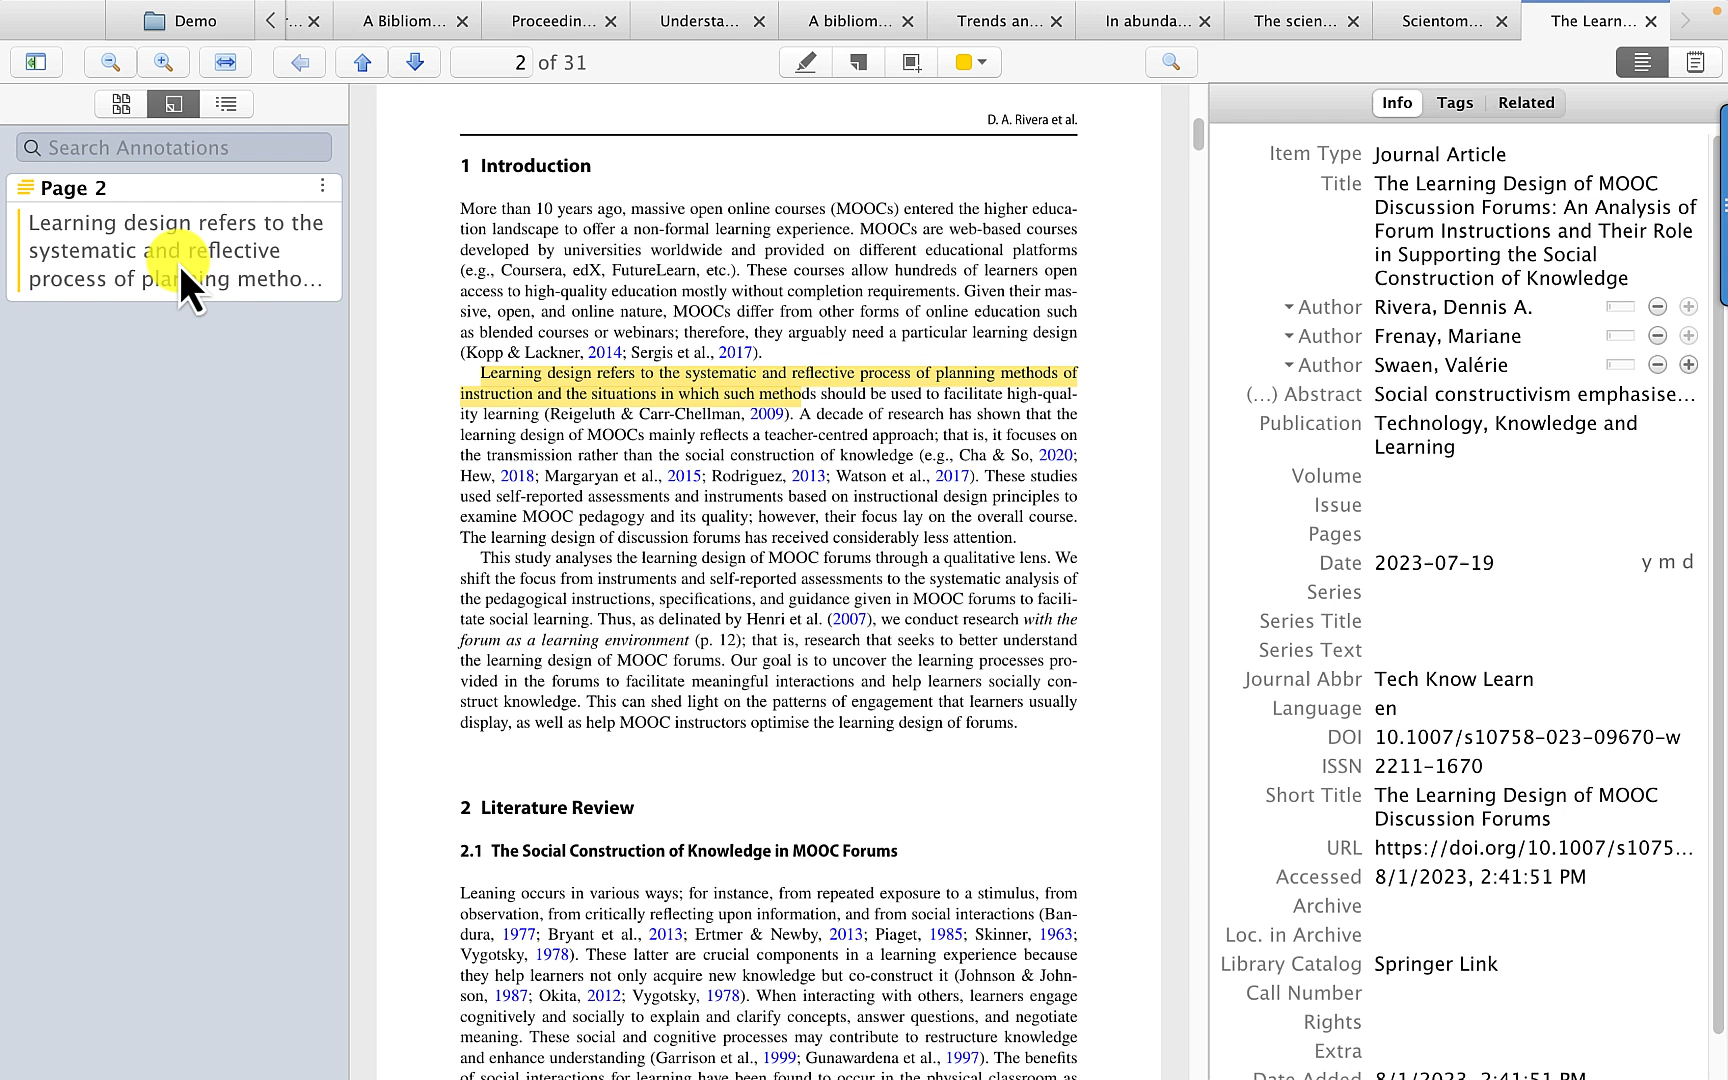 Demo
...
A Bibliom...
Proceedin...
Understa...
A bibliom...
Trends an...
In abunda...
The scien...
Scientom...
The Learn...
2 of 31
Search Annotations
Page 2
Learning design refers to the
systematic and reflective
process of planning metho...
D. A. Rivera et al.
1 Introduction
More than 10 years ago, massive open online courses (MOOCs) entered the higher educa-
tion landscape to offer a non-formal learning experience. MOOCs are web-based courses
developed by universities worldwide and provided on different educational platforms
(e.g., Coursera, edX, FutureLearn, etc.). These courses allow hundreds of learners open
access to high-quality education mostly without completion requirements. Given their mas-
sive, open, and online nature, MOOCs differ from other forms of online education such
as blended courses or webinars; therefore, they arguably need a particular learning design
(Kopp & Lackner, 2014; Sergis et al., 2017).
Learning design refers to the systematic and reflective process of planning methods of
instruction and the situations in which such methods should be used to facilitate high-qual-
ity learning (Reigeluth & Carr-Chellman, 2009). A decade of research has shown that the
learning design of MOOCs mainly reflects a teacher-centred approach; that is, it focuses on
the transmission rather than the social construction of knowledge (e.g., Cha & So, 2020;
Hew, 2018; Margaryan et al., 2015; Rodriguez, 2013; Watson et al., 2017). These studies
used self-reported assessments and instruments based on instructional design principles to
examine MOOC pedagogy and its quality; however, their focus lay on the overall course.
The learning design of discussion forums has received considerably less attention.
This study analyses the learning design of MOOC forums through a qualitative lens. We
shift the focus from instruments and self-reported assessments to the systematic analysis of
the pedagogical instructions, specifications, and guidance given in MOOC forums to facili-
tate social learning. Thus, as delinated by Henri et al. (2007), we conduct research with the
forum as a learning environment (p. 12); that is, research that seeks to better understand
the learning design of MOOC forums. Our goal is to uncover the learning processes pro-
vided in the forums to facilitate meaningful interactions and help learners socially con-
struct knowledge. This can shed light on the patterns of engagement that learners usually
display, as well as help MOOC instructors optimise the learning design of forums.
2 Literature Review
2.1 The Social Construction of Knowledge in MOOC Forums
Leaning occurs in various ways; for instance, from repeated exposure to a stimulus, from
observation, from critically reflecting upon information, and from social interactions (Ban-
dura, 1977; Bryant et al., 2013; Ertmer & Newby, 2013; Piaget, 1985; Skinner, 1963;
Vygotsky, 1978). These latter are crucial components in a learning experience because
they help learners not only acquire new knowledge but co-construct it (Johnson & John-
son, 1987; Okita, 2012; Vygotsky, 1978). When interacting with others, learners engage
cognitively and socially to explain and clarify concepts, answer questions, and negotiate
meaning. These social and cognitive processes may contribute to restructure knowledge
and enhance understanding (Garrison et al., 1999; Gunawardena et al., 1997). The benefits
of social interactions for learning have been found to occur in the physical classroom as
Info Tags Related
Item Type Journal Article
Title The Learning Design of MOOC
Discussion Forums: An Analysis of
Forum Instructions and Their Role
in Supporting the Social
Construction of Knowledge
Author Rivera, Dennis A.
Author Frenay, Mariane
Author Swaen, Valérie
(...) Abstract Social constructivism emphasise...
Publication Technology, Knowledge and
Learning
Volume
Issue
Pages
Date 2023-07-19 y m d
Series
Series Title
Series Text
Journal Abbr Tech Know Learn
Language en
DOI 10.1007/s10758-023-09670-w
ISSN 2211-1670
Short Title The Learning Design of MOOC
Discussion Forums
URL https://doi.org/10.1007/s1075...
Accessed 8/1/2023, 2:41:51 PM
Archive
Loc. in Archive
Library Catalog Springer Link
Call Number
Rights
Extra
Date Added 8/1/2023, 2:41:51 PM